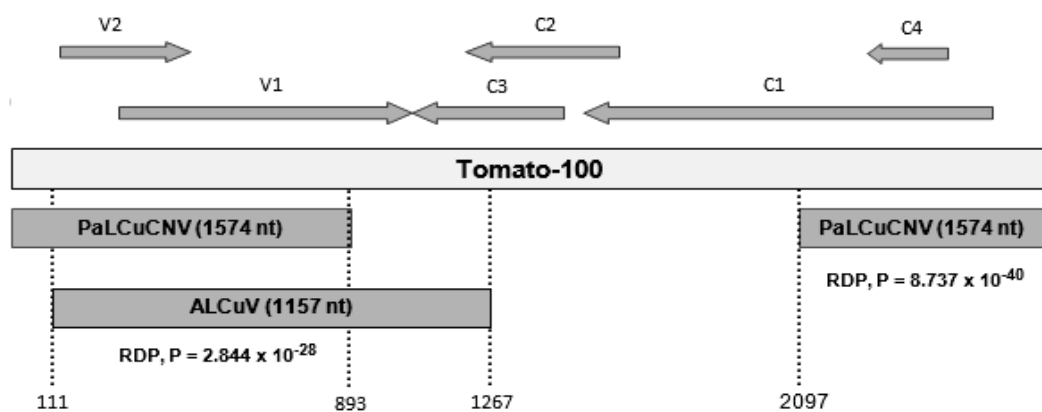 V2
C2
C4
V1
C3
C1
Tomato-100
PaLCuCNV (1574 nt)
PaLCuCNV (1574 nt)
RDP, P = 8.737 x 10⁻⁴⁰
ALCuV (1157 nt)
RDP, P = 2.844 x 10⁻²⁸
111
893
1267
2097